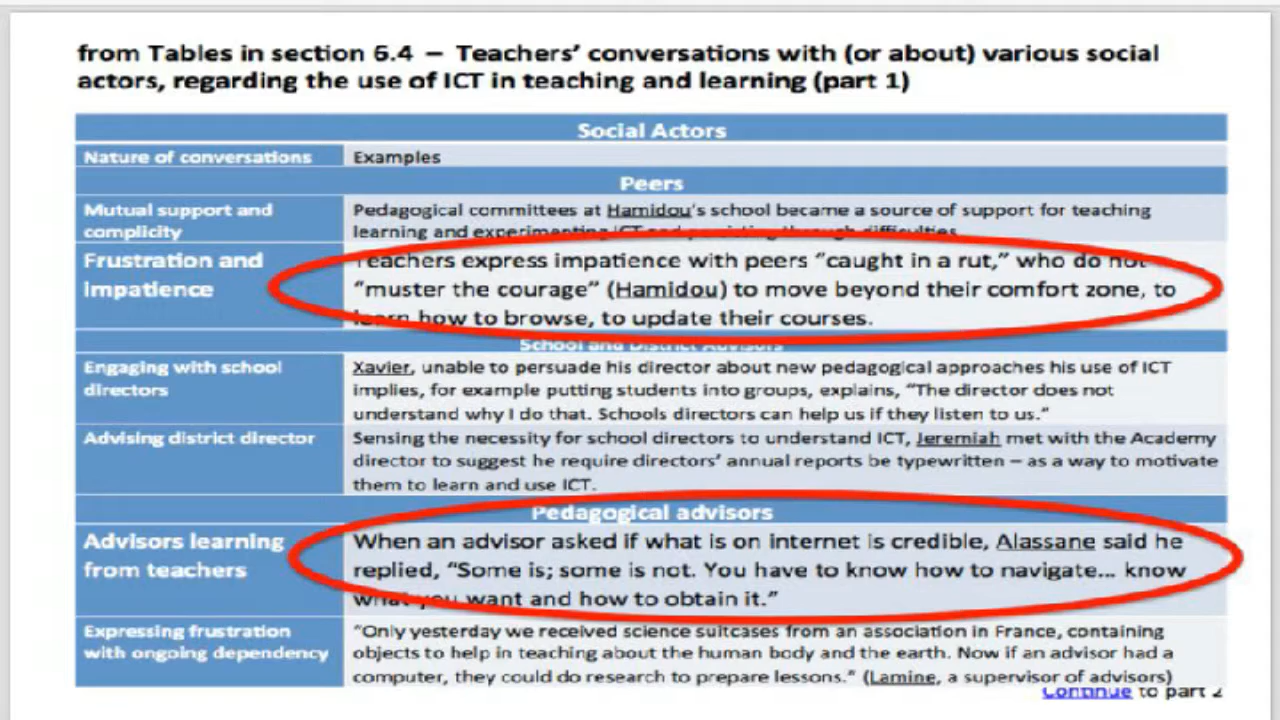 from Tables in section 6.4 – Teachers’ conversations with (or about) various social
actors, regarding the use of ICT in teaching and learning (part 1)
Social Actors
Nature of conversations
Examples
Peers
Mutual support and
complicity
Pedagogical committees at Hamidou’s school became a source of support for teaching
learning and experimenting ICT and persisting through difficulties.
Frustration and
impatience
Teachers express impatience with peers “caught in a rut,” who do not
“muster the courage” (Hamidou) to move beyond their comfort zone, to
learn how to browse, to update their courses.
School and District Advisors
Engaging with school
directors
Xavier, unable to persuade his director about new pedagogical approaches his use of ICT
implies, for example putting students into groups, explains, “The director does not
understand why I do that. Schools directors can help us if they listen to us.”
Advising district director
Sensing the necessity for school directors to understand ICT, Jeremiah met with the Academy
director to suggest he require directors’ annual reports be typewritten – as a way to motivate
them to learn and use ICT.
Pedagogical advisors
Advisors learning
from teachers
When an advisor asked if what is on internet is credible, Alassane said he
replied, “Some is; some is not. You have to know how to navigate… know
what you want and how to obtain it.”
Expressing frustration
with ongoing dependency
“Only yesterday we received science suitcases from an association in France, containing
objects to help in teaching about the human body and the earth. Now if an advisor had a
computer, they could do research to prepare lessons.” (Lamine, a supervisor of advisors)
Continue to part 2